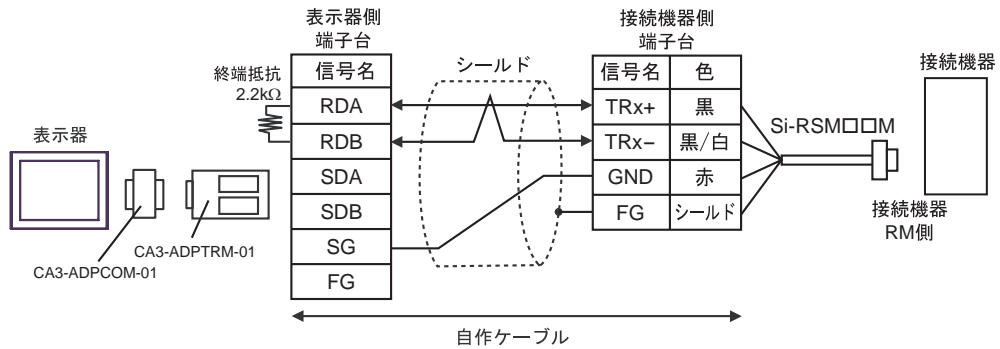 表示器側
端子台
接続機器側
端子台
信号名
シールド
信号名
色
接続機器
終端抵抗
2.2kΩ
RDA
TRx+
黒
表示器
RDB
TRx−
黒/白
Si-RSM□□M
SDA
GND
赤
SDB
FG
シールド
接続機器
RM側
SG
CA3-ADPTRM-01
CA3-ADPCOM-01
FG
自作ケーブル